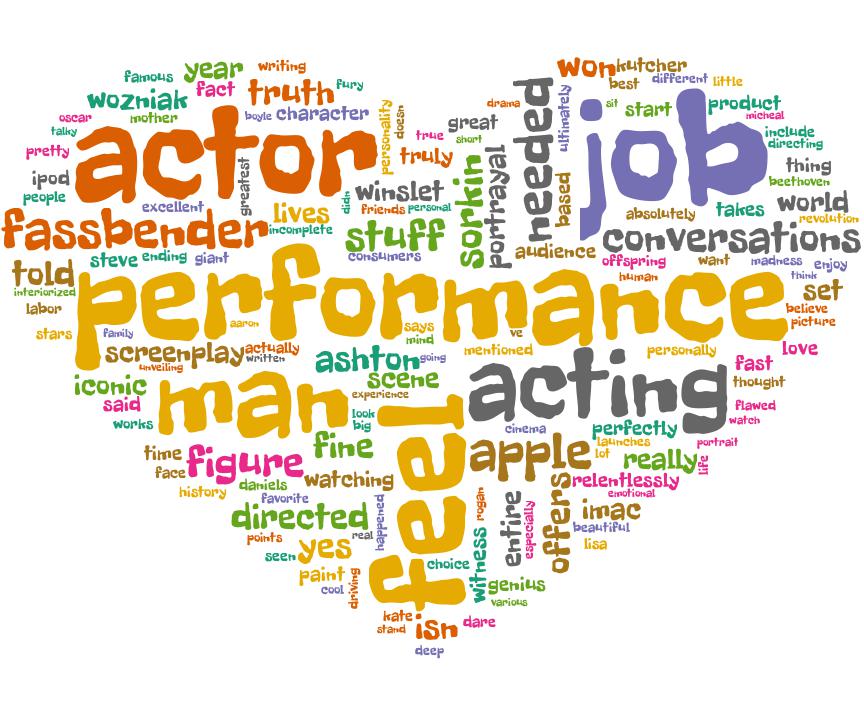 writing
famous
year
fact
truth
fury
wozniak
oscar
mother
boyle
character
talky
actor
pretty
ipod
people
greatest
excellent
personality
doesn
true
great
short
drama
truly
winslet
didn
friends
personal
sorkin
portrayal
needed
ultimately
based
won
kutcher
best
different
little
sit
start
product
micheal
job
include
directing
thing
beethoven
world
revolution
absolutely
takes
fassbender
lives
incomplete
stuff
consumers
audience
conversations
steve
ending
giant
told
interiorized
labor
offspring
want
madness
enjoy
human
think
set
believe
picture
performance
stars
family
aaron
says
mind
ve
mentioned
personally
love
screenplay
actually
written
unveiling
ashton
going
scene
experience
iconic
said
works
man
look
big
acting
fast
thought
flawed
watch
feel
cinema
perfectly
launches
lot
portrait
time
face
figure
fine
apple
really
life
history
daniels
watching
favorite
relentlessly
emotional
directed
points
real
happened
rogan
entire
especially
offers
imac
beautiful
lisa
seen
yes
paint
cool
driving
choice
witness
genius
various
kate
stand
isn
dare
deep